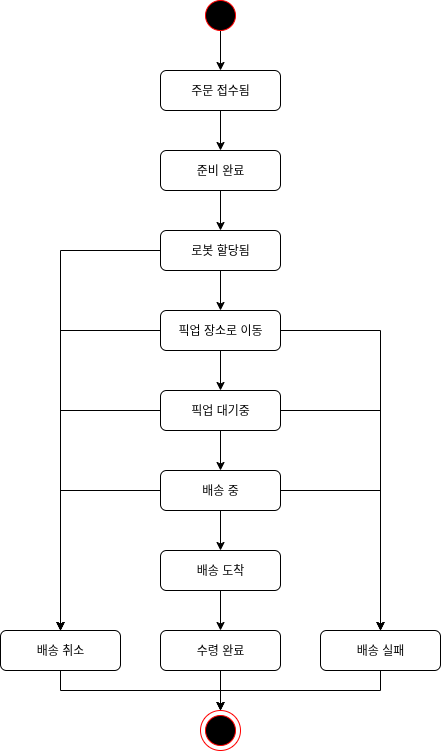 주문 접수됨
준비 완료
로봇 할당됨
픽업 장소로 이동
픽업 대기중
배송 중
배송 도착
배송 취소
수령 완료
배송 실패